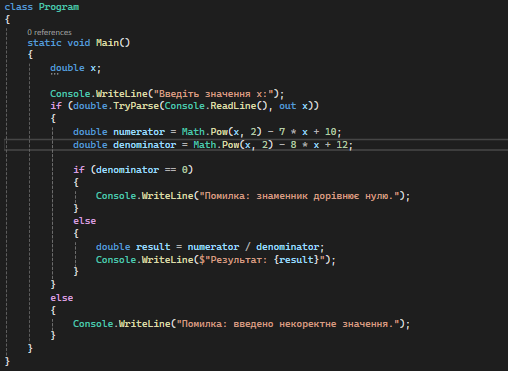 class Program
{
0 references
static void Main()
{
double x;
Console.WriteLine("Введіть значення x:");
if (double.TryParse(Console.ReadLine(), out x))
{
double numerator = Math.Pow(x, 2) - 7 * x + 10;
double denominator = Math.Pow(x, 2) - 8 * x + 12;
if (denominator == 0)
{
Console.WriteLine("Помилка: знаменник дорівнює нулю.");
}
else
{
double result = numerator / denominator;
Console.WriteLine($"Результат: {result}");
}
}
else
{
Console.WriteLine("Помилка: введено некоректне значення.");
}
}
}